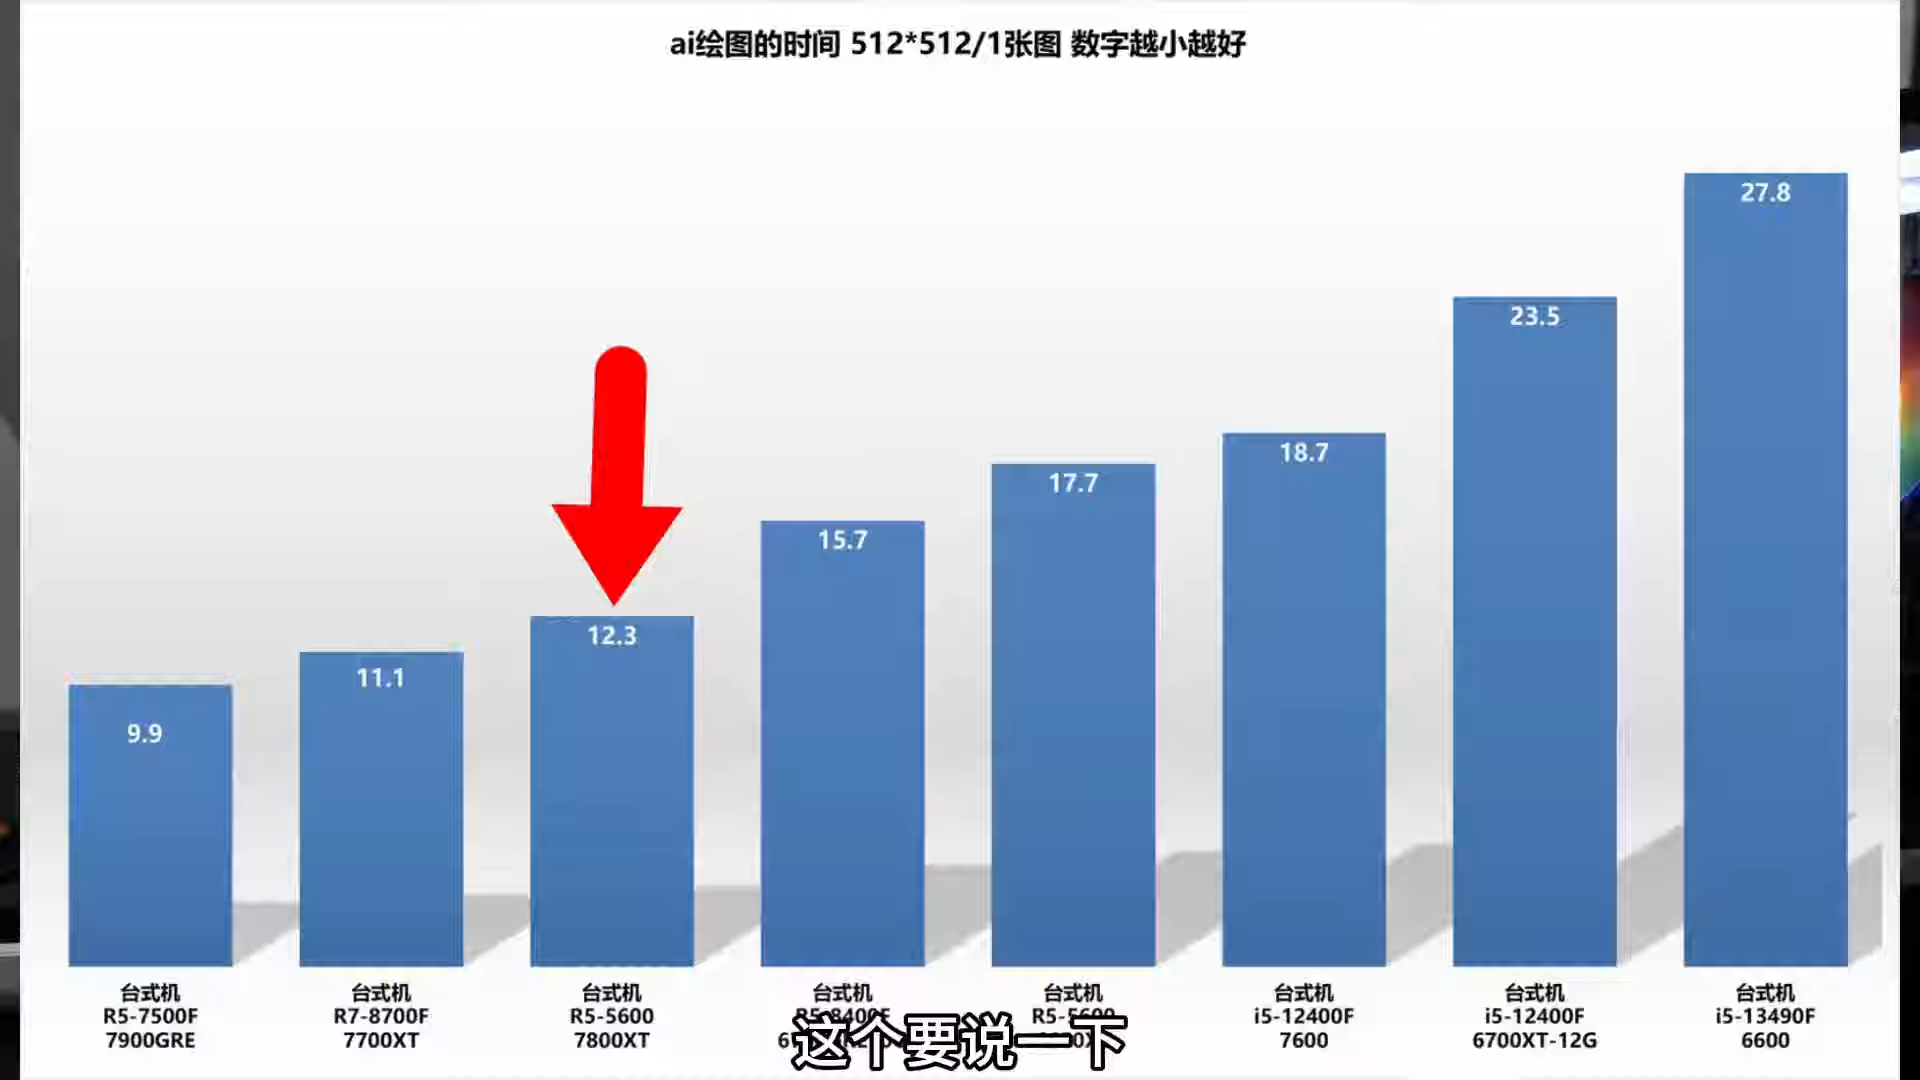 ai绘图的时间 512*512/1张图 数字越小越好
27.8
23.5
18.7
17.7
15.7
12.3
11.1
9.9
台式机
R5-7500F
7900GRE
台式机
R7-8700F
7700XT
台式机
R5-5600
7800XT
台式机
R5-8400F
台式机
R5-5600
台式机
i5-12400F
7600
台式机
i5-12400F
6700XT-12G
台式机
i5-13490F
6600
这个要说一下